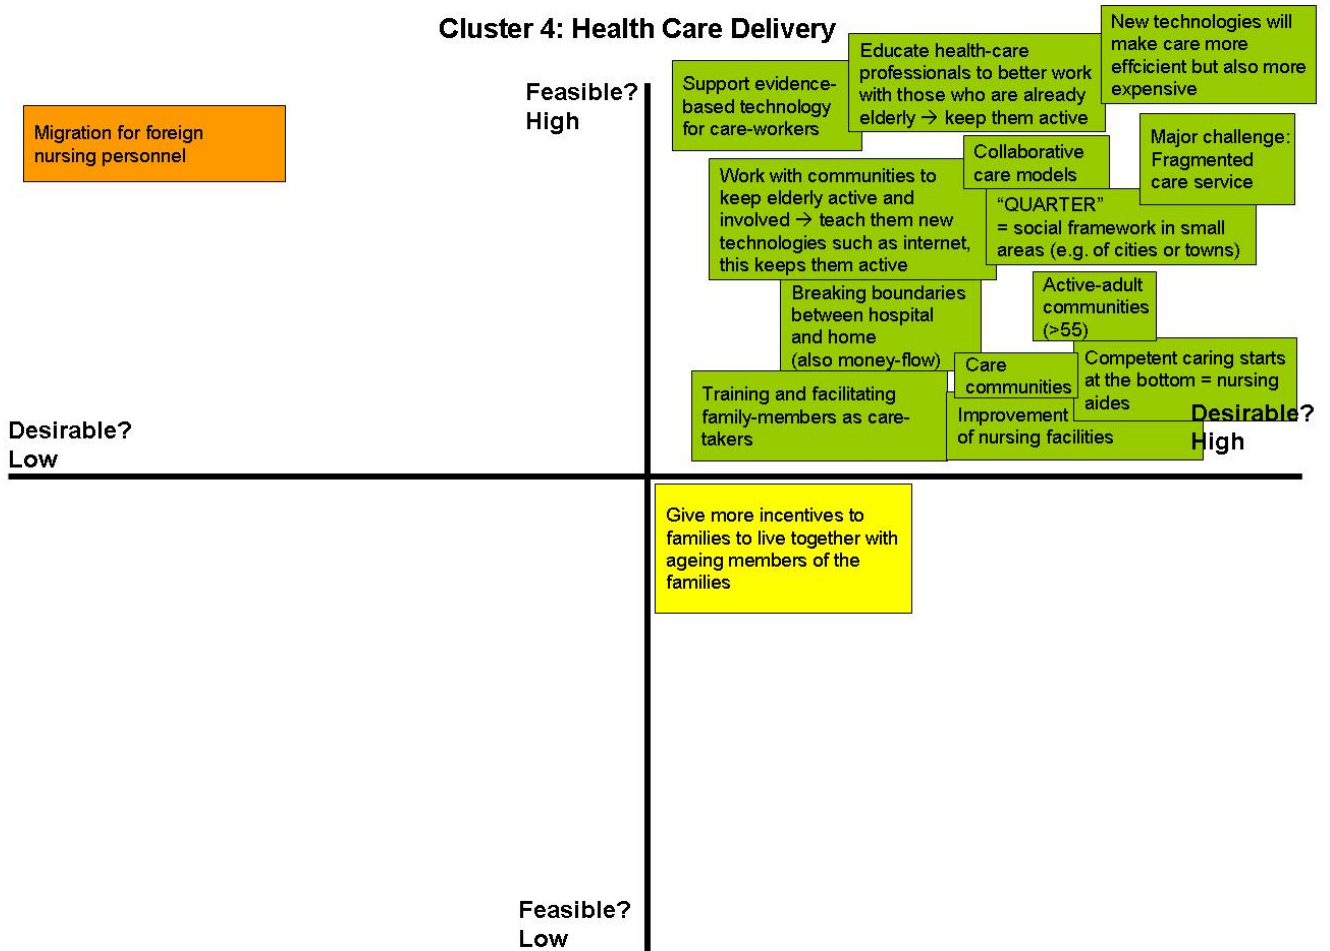 Cluster 4: Health Care Delivery
Feasible?
High
Migration for foreign
nursing personnel
Support evidence-
based technology
for care-workers
Educate health-care
professionals to better work
with those who are already
elderly → keep them active
New technologies will
make care more
effcicient but also more
expensive
Major challenge:
Fragmented
care service
Collaborative
care models
Work with communities to
keep elderly active and
involved → teach them new
technologies such as internet,
this keeps them active
“QUARTER”
= social framework in small
areas (e.g. of cities or towns)
Breaking boundaries
between hospital
and home
(also money-flow)
Active-adult
communities
(>55)
Care
communities
Competent caring starts
at the bottom = nursing
aides
Training and facilitating
family-members as care-
takers
Improvement
of nursing facilities
Desirable?
High
Desirable?
Low
Give more incentives to
families to live together with
ageing members of the
families
Feasible?
Low